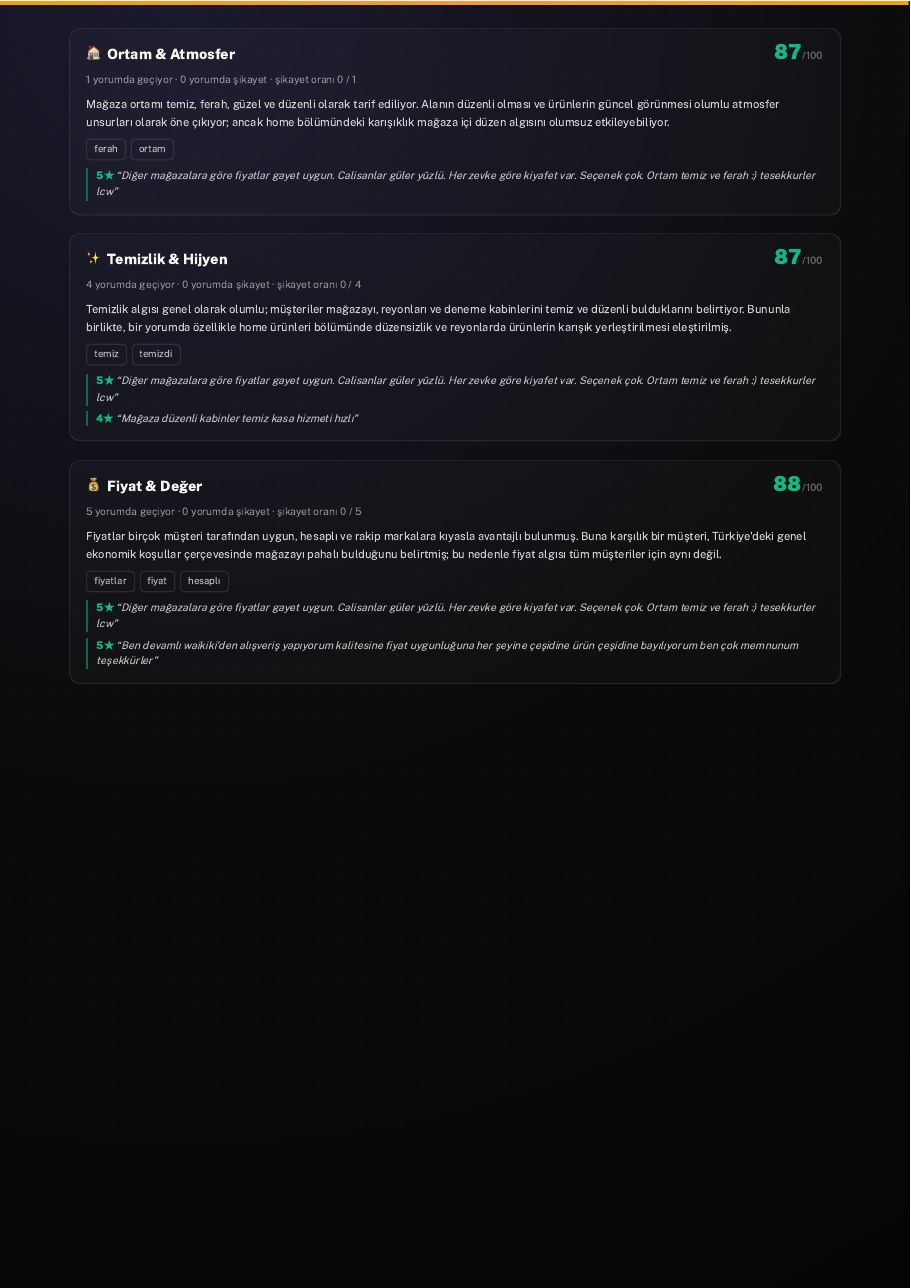 Ortam & Atmosfer
87/100
1 yorumda geçiyor · 0 yorumda şikayet · şikayet oranı 0 / 1
Mağaza ortamı temiz, ferah, güzel ve düzenli olarak tarif ediliyor. Alanın düzenli olması ve ürünlerin güncel görünmesi olumlu atmosfer
unsurları olarak öne çıkıyor; ancak home bölümündeki karışıklık mağaza içi düzen algısını olumsuz etkileyebiliyor.
ferah ortam
5★ “Diğer mağazalara göre fiyatlar gayet uygun. Calisanlar güler yüzlü. Her zevke göre kiyafet var. Seçenek çok. Ortam temiz ve ferah :) tesekkurler
lcw”
Temizlik & Hijyen
87/100
4 yorumda geçiyor · 0 yorumda şikayet · şikayet oranı 0 / 4
Temizlik algısı genel olarak olumlu; müşteriler mağazayı, reyonları ve deneme kabinlerini temiz ve düzenli bulduklarını belirtiyor. Bununla
birlikte, bir yorumda özellikle home ürünleri bölümünde düzensizlik ve reyonlarda ürünlerin karışık yerleştirilmesi eleştirilmiş.
temiz temizdi
5★ “Diğer mağazalara göre fiyatlar gayet uygun. Calisanlar güler yüzlü. Her zevke göre kiyafet var. Seçenek çok. Ortam temiz ve ferah :) tesekkurler
lcw”
4★ “Mağaza düzenli kabinler temiz kasa hizmeti hızlı”
Fiyat & Değer
88/100
5 yorumda geçiyor · 0 yorumda şikayet · şikayet oranı 0 / 5
Fiyatlar birçok müşteri tarafından uygun, hesaplı ve rakip markalara kıyasla avantajlı bulunmuş. Buna karşılık bir müşteri, Türkiye'deki genel
ekonomik koşullar çerçevesinde mağazayı pahalı bulduğunu belirtmiş; bu nedenle fiyat algısı tüm müşteriler için aynı değil.
fiyatlar fiyat hesaplı
5★ “Diğer mağazalara göre fiyatlar gayet uygun. Calisanlar güler yüzlü. Her zevke göre kiyafet var. Seçenek çok. Ortam temiz ve ferah :) tesekkurler
lcw”
5★ “Ben devamlı waikiki'den alışveriş yapıyorum kalitesine fiyat uygunluğuna her şeyine çeşidine ürün çeşidine bayılıyorum ben çok memnunum
teşekkürler”